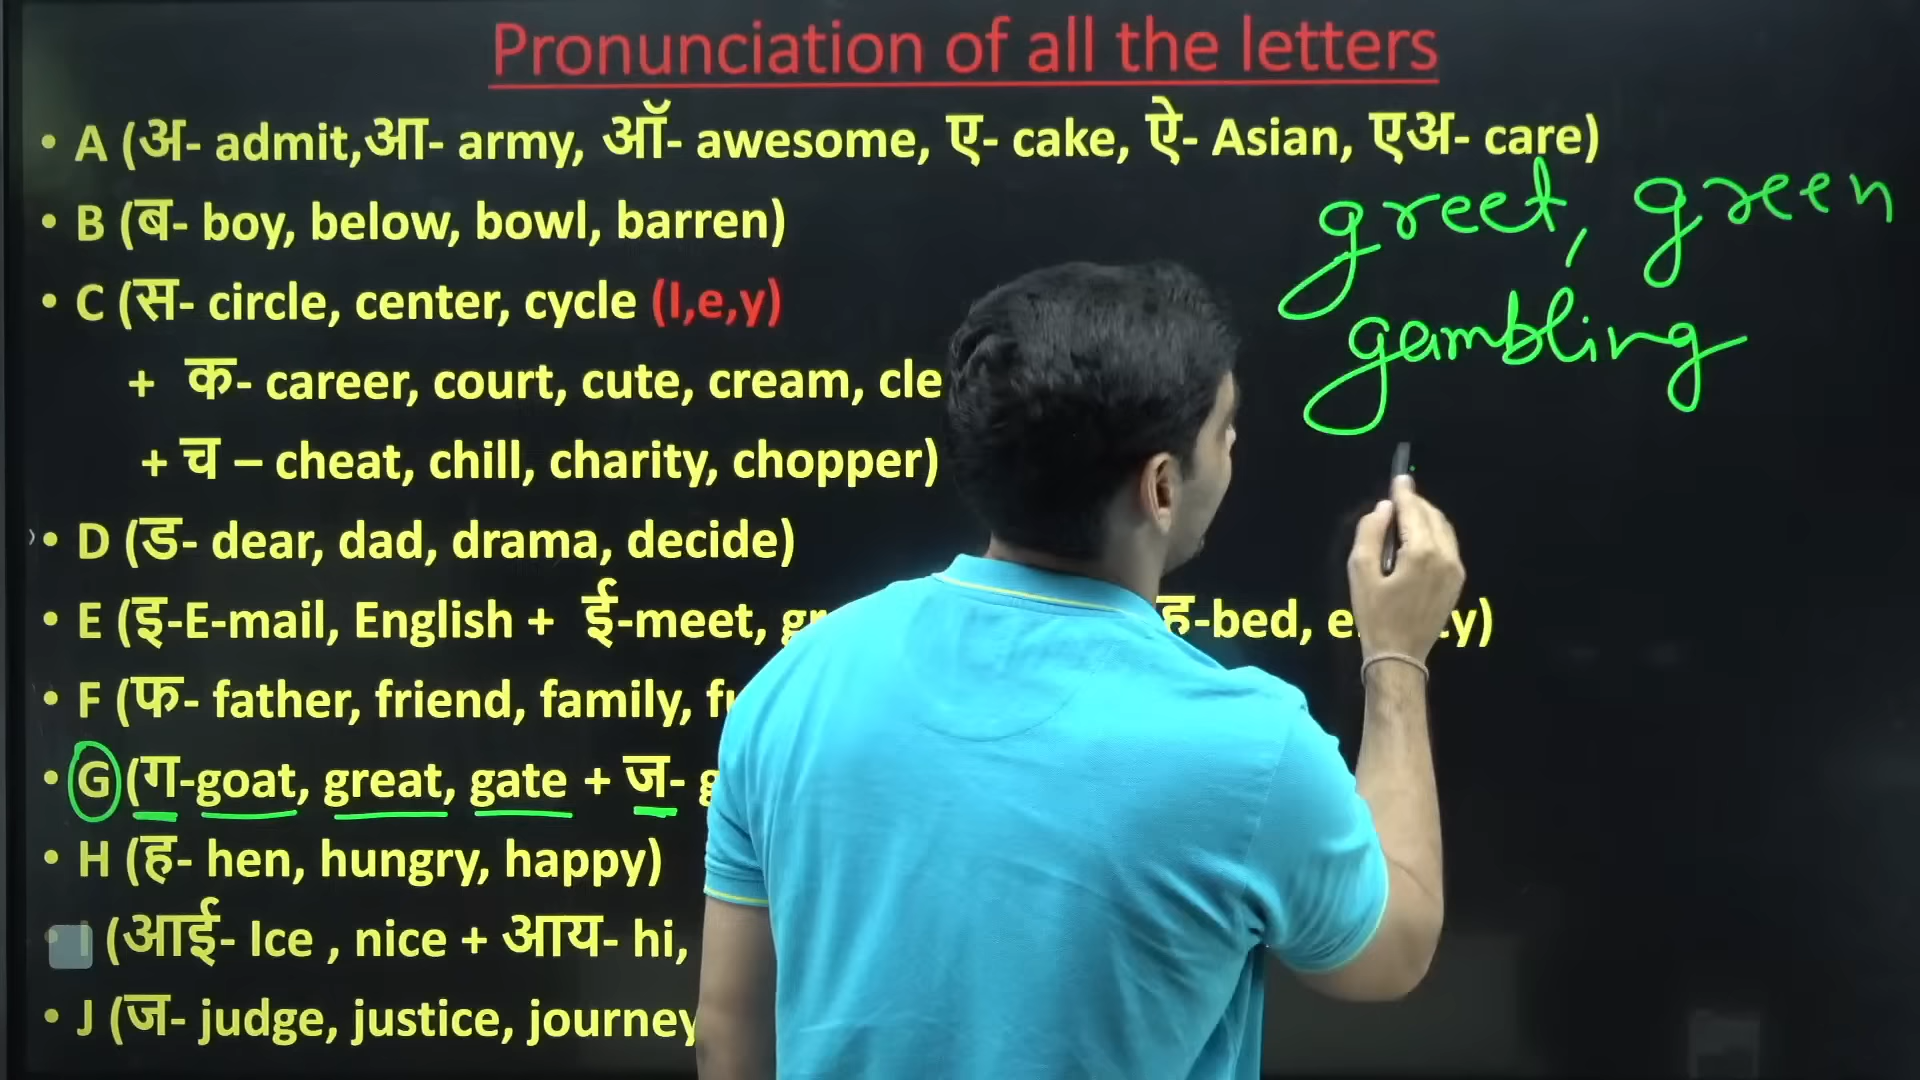 Pronunciation of all the letters
• A (अ- admit,आ- army, ऑ- awesome, ए- cake, ऐ- Asian, एअ- care)
greet, green
• B (ब- boy, below, bowl, barren)
• C (स- circle, center, cycle (I,e,y)
gambling
+ क- career, court, cute, cream, cle
+ च – cheat, chill, charity, chopper)
• D (ड- dear, dad, drama, decide)
• E (इ-E-mail, English + ई-meet, -bed,
• F (फ- father, friend, family,
• G (ग-goat, great, gate + ज-
• H (ह- hen, hungry, happy)
• I (आई- Ice , nice + आय- hi,
• J (ज- judge, justice, journey